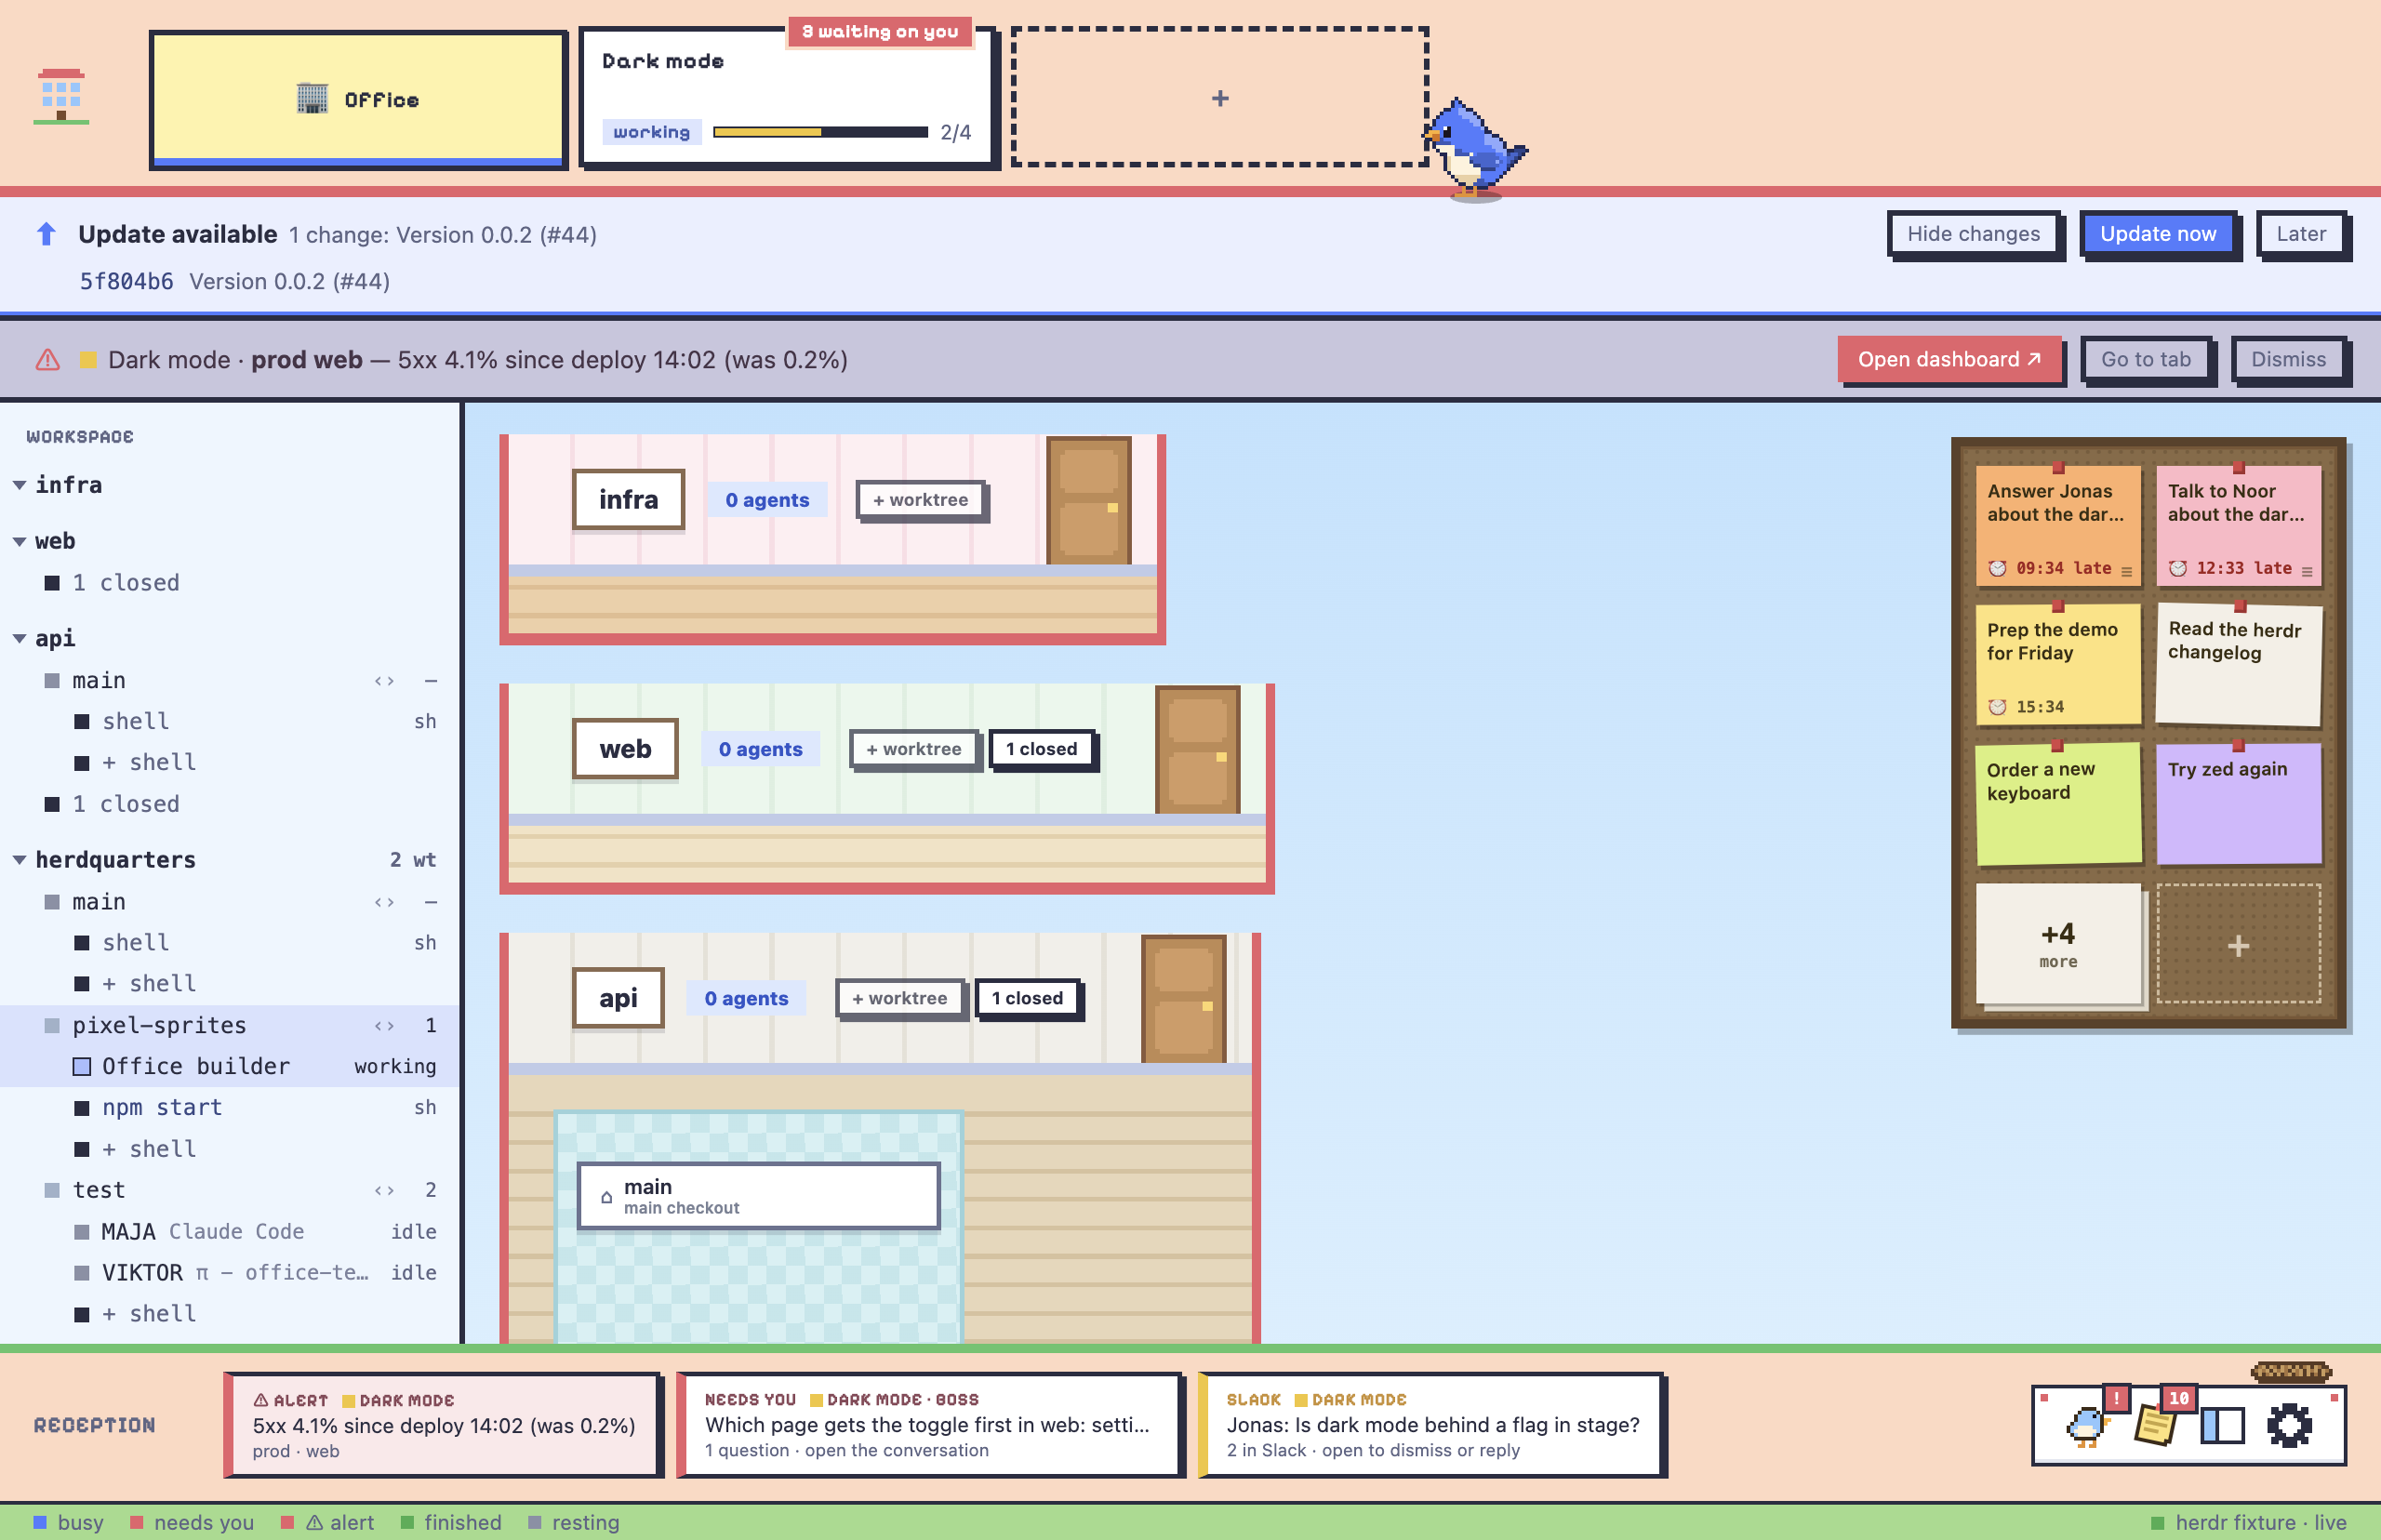 Office
3 waiting on you
Dark mode
working 2/4
+
Update available 1 change: Version 0.0.2 (#44)
Hide changes
Update now
Later
5f804b6 Version 0.0.2 (#44)
Dark mode · prod web — 5xx 4.1% since deploy 14:02 (was 0.2%)
Open dashboard ↗
Go to tab
Dismiss
WORKSPACE
infra
web
1 closed
api
main <> —
shell sh
+ shell
1 closed
herdquarters 2 wt
main <> —
shell sh
+ shell
pixel-sprites <> 1
Office builder working
npm start sh
+ shell
test <> 2
MAJA Claude Code idle
VIKTOR π – office-te… idle
+ shell
infra
0 agents
+ worktree
web
0 agents
+ worktree
1 closed
api
0 agents
+ worktree
1 closed
main
main checkout
Answer Jonas
about the dar…
09:34 late
Talk to Noor
about the dar…
12:33 late
Prep the demo
for Friday
15:34
Read the herdr
changelog
Order a new
keyboard
Try zed again
+4
more
+
RECEPTION
ALERT DARK MODE
5xx 4.1% since deploy 14:02 (was 0.2%)
prod · web
NEEDS YOU DARK MODE · BOSS
Which page gets the toggle first in web: setti…
1 question · open the conversation
SLACK DARK MODE
Jonas: Is dark mode behind a flag in stage?
2 in Slack · open to dismiss or reply
!
10
busy
needs you
alert
finished
resting
herdr fixture · live